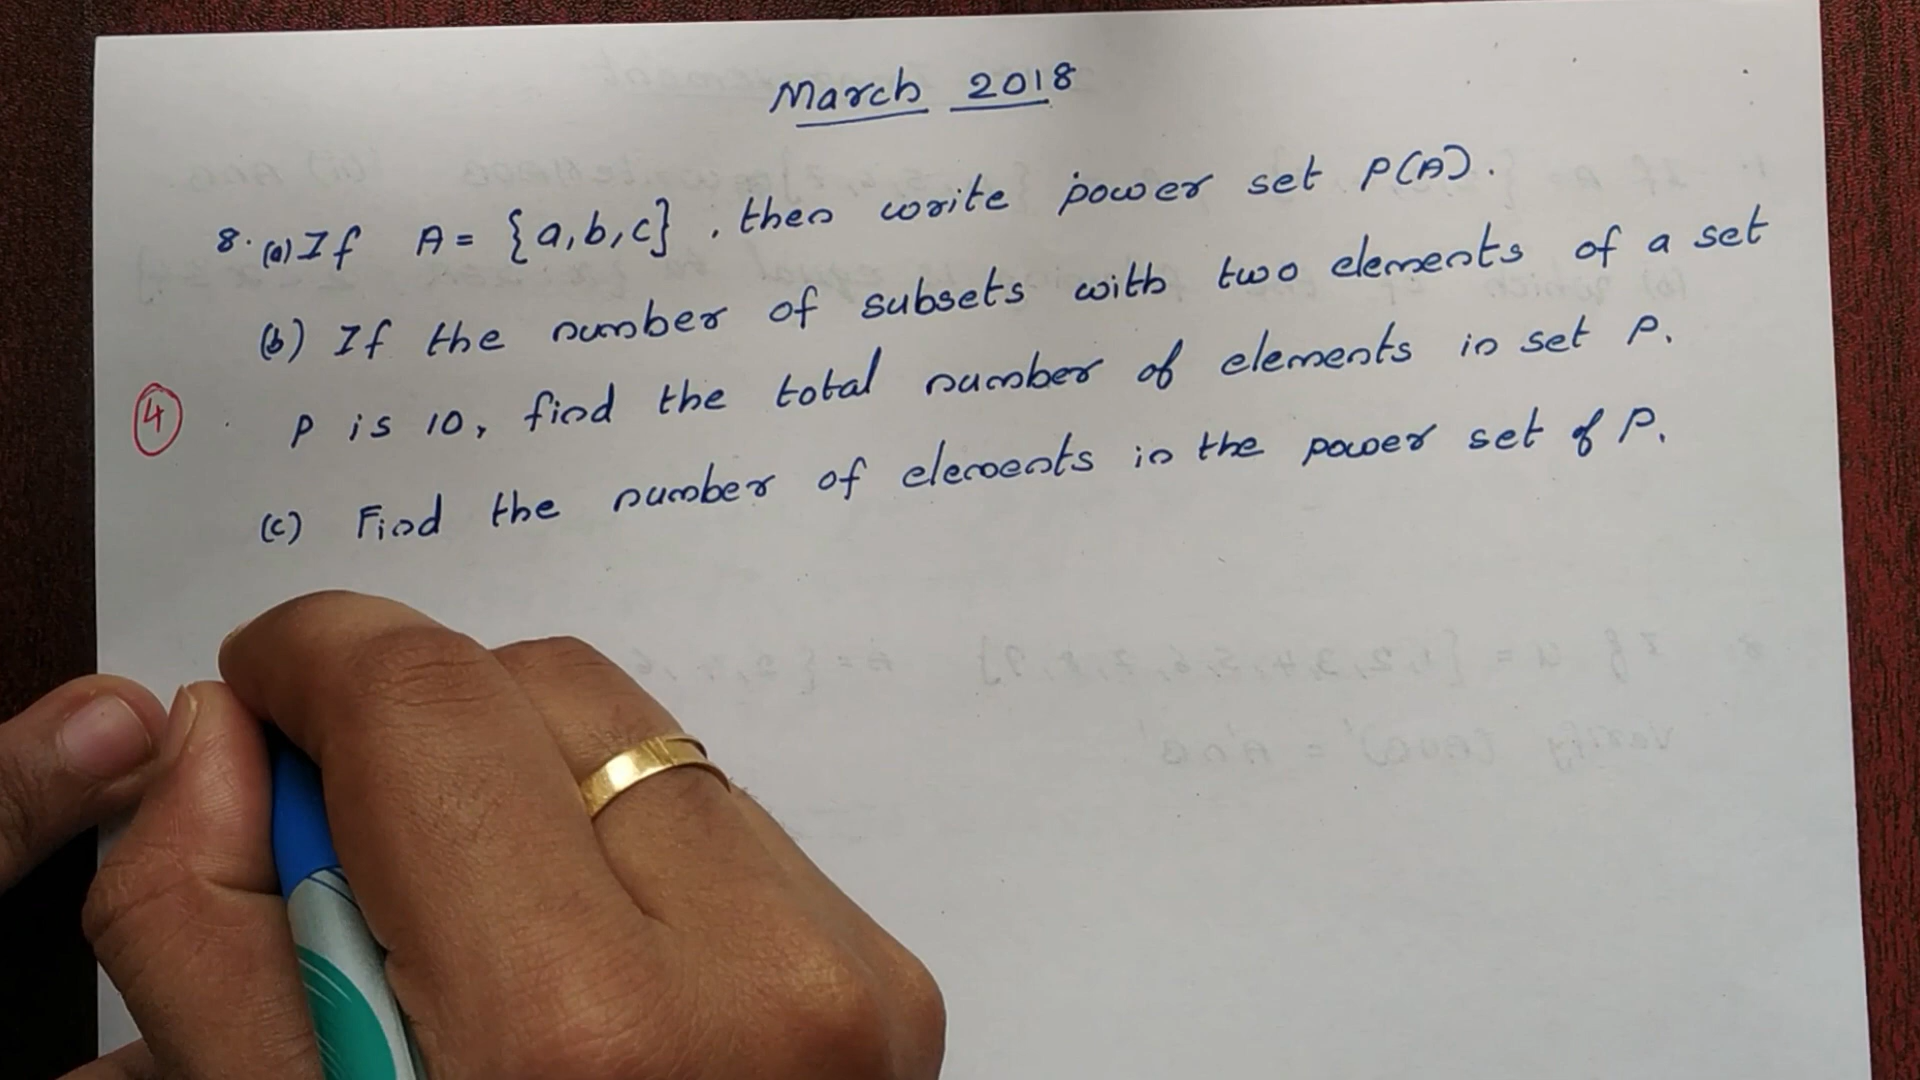 March 2018
8. (a) If A = {a,b,c}, then write power set P(A).
(b) If the number of subsets with two elements of a set
P is 10, find the total number of elements in set P.
4
(c) Find the number of elements in the power set of P.